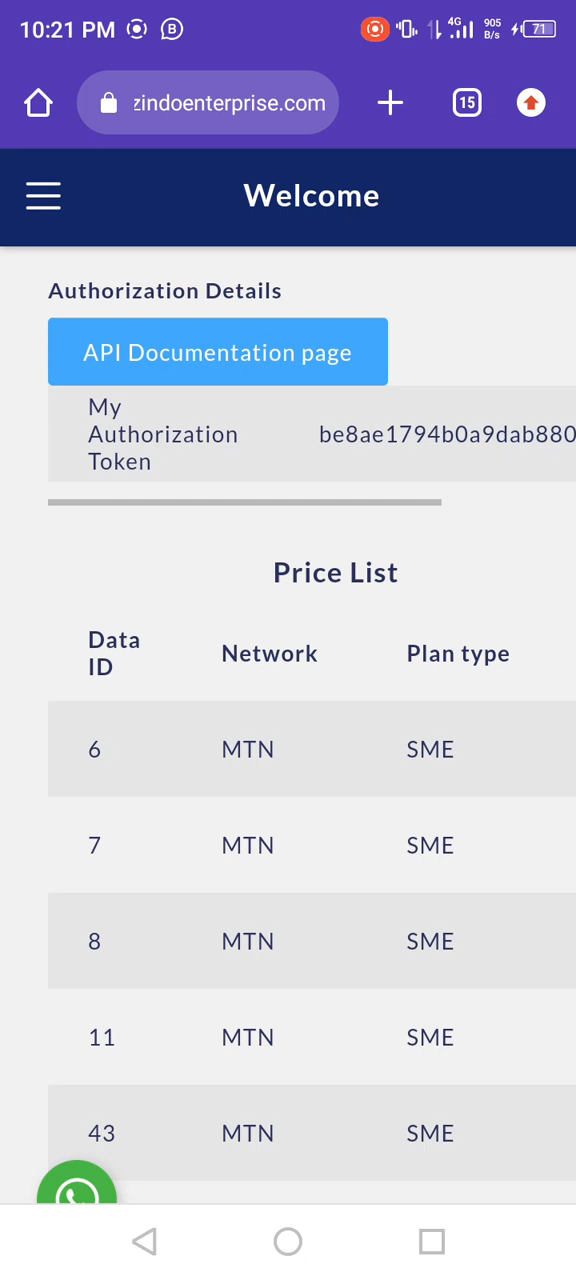 10:21 PM B 4G 905 B/s 71
zindoenterprise.com 15
Welcome
Authorization Details
API Documentation page
My Authorization Token be8ae1794b0a9dab880
Price List
Data ID Network Plan type
6 MTN SME
7 MTN SME
8 MTN SME
11 MTN SME
43 MTN SME